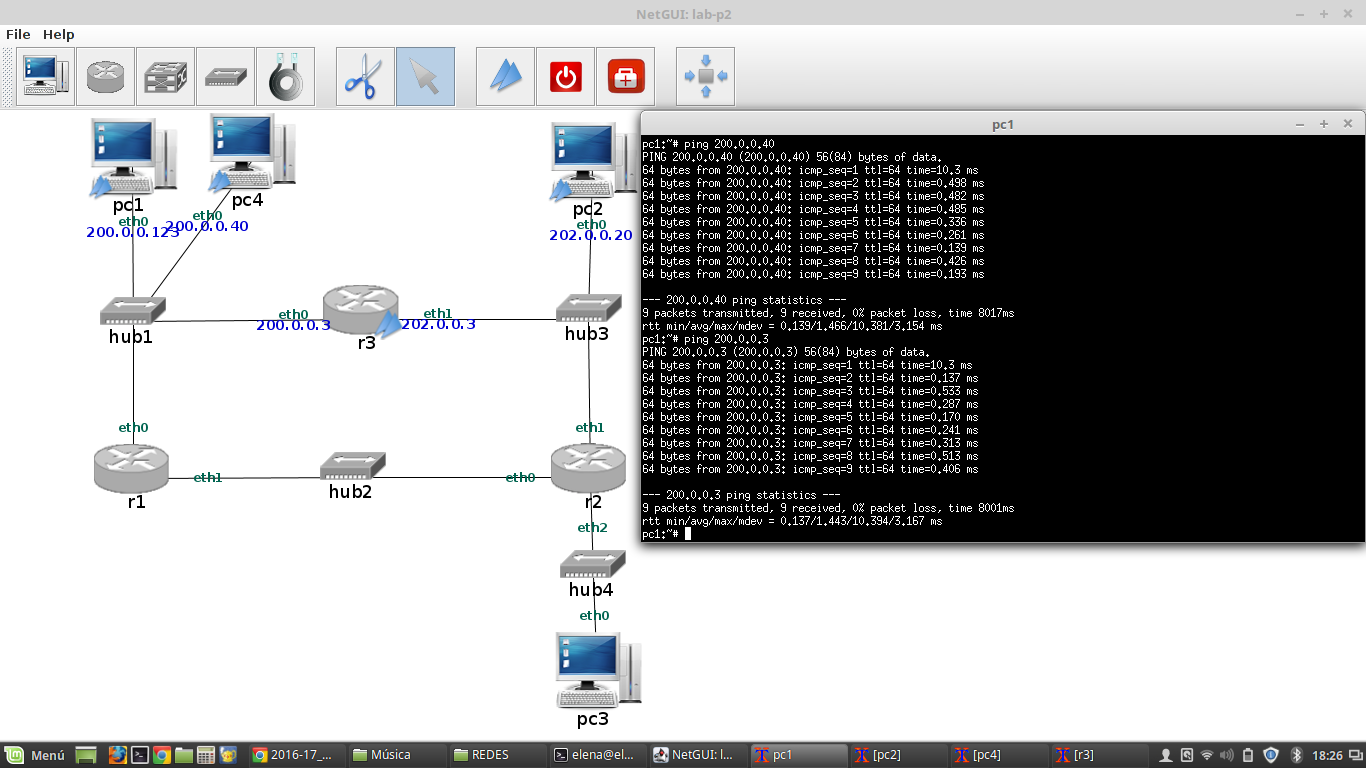 NetGUI: lab-p2
File Help
pc1
pc4
pc2
eth0
eth0
eth0
200.0.0.123
200.0.0.40
202.0.0.20
hub1
eth0
200.0.0.3
r3
eth1
202.0.0.3
hub3
eth0
eth1
r1
eth1
hub2
eth0
r2
eth2
hub4
eth0
pc3
pc1
pc1:~# ping 200.0.0.40
PING 200.0.0.40 (200.0.0.40) 56(84) bytes of data.
64 bytes from 200.0.0.40: icmp_seq=1 ttl=64 time=10.3 ms
64 bytes from 200.0.0.40: icmp_seq=2 ttl=64 time=0.498 ms
64 bytes from 200.0.0.40: icmp_seq=3 ttl=64 time=0.482 ms
64 bytes from 200.0.0.40: icmp_seq=4 ttl=64 time=0.485 ms
64 bytes from 200.0.0.40: icmp_seq=5 ttl=64 time=0.336 ms
64 bytes from 200.0.0.40: icmp_seq=6 ttl=64 time=0.261 ms
64 bytes from 200.0.0.40: icmp_seq=7 ttl=64 time=0.139 ms
64 bytes from 200.0.0.40: icmp_seq=8 ttl=64 time=0.426 ms
64 bytes from 200.0.0.40: icmp_seq=9 ttl=64 time=0.193 ms
--- 200.0.0.40 ping statistics ---
9 packets transmitted, 9 received, 0% packet loss, time 8017ms
rtt min/avg/max/mdev = 0.139/1.466/10.381/3.154 ms
pc1:~# ping 200.0.0.3
PING 200.0.0.3 (200.0.0.3) 56(84) bytes of data.
64 bytes from 200.0.0.3: icmp_seq=1 ttl=64 time=10.3 ms
64 bytes from 200.0.0.3: icmp_seq=2 ttl=64 time=0.137 ms
64 bytes from 200.0.0.3: icmp_seq=3 ttl=64 time=0.533 ms
64 bytes from 200.0.0.3: icmp_seq=4 ttl=64 time=0.287 ms
64 bytes from 200.0.0.3: icmp_seq=5 ttl=64 time=0.170 ms
64 bytes from 200.0.0.3: icmp_seq=6 ttl=64 time=0.241 ms
64 bytes from 200.0.0.3: icmp_seq=7 ttl=64 time=0.313 ms
64 bytes from 200.0.0.3: icmp_seq=8 ttl=64 time=0.513 ms
64 bytes from 200.0.0.3: icmp_seq=9 ttl=64 time=0.406 ms
--- 200.0.0.3 ping statistics ---
9 packets transmitted, 9 received, 0% packet loss, time 8001ms
rtt min/avg/max/mdev = 0.137/1.443/10.394/3.167 ms
pc1:~#
Menú 2016-17_... Música REDES elena@el... NetGUI: l... pc1 [pc2] [pc4] [r3] 18:26